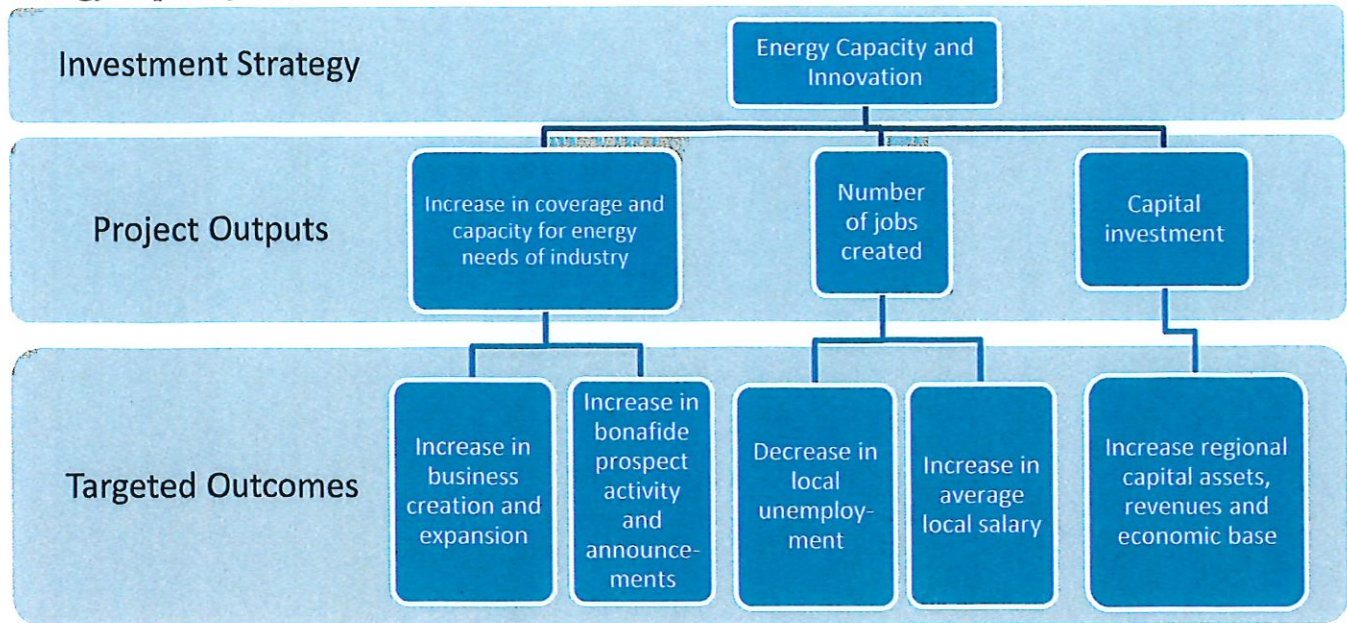 Investment Strategy
Energy Capacity and
Innovation
Project Outputs
Increase in coverage and
capacity for energy
needs of industry
Number
of jobs
created
Capital
investment
Targeted Outcomes
Increase in
business
creation and
expansion
Increase in
bonafide
prospect
activity
and
announce-
ments
Decrease in
local
unemploy-
ment
Increase in
average
local salary
Increase regional
capital assets,
revenues and
economic base